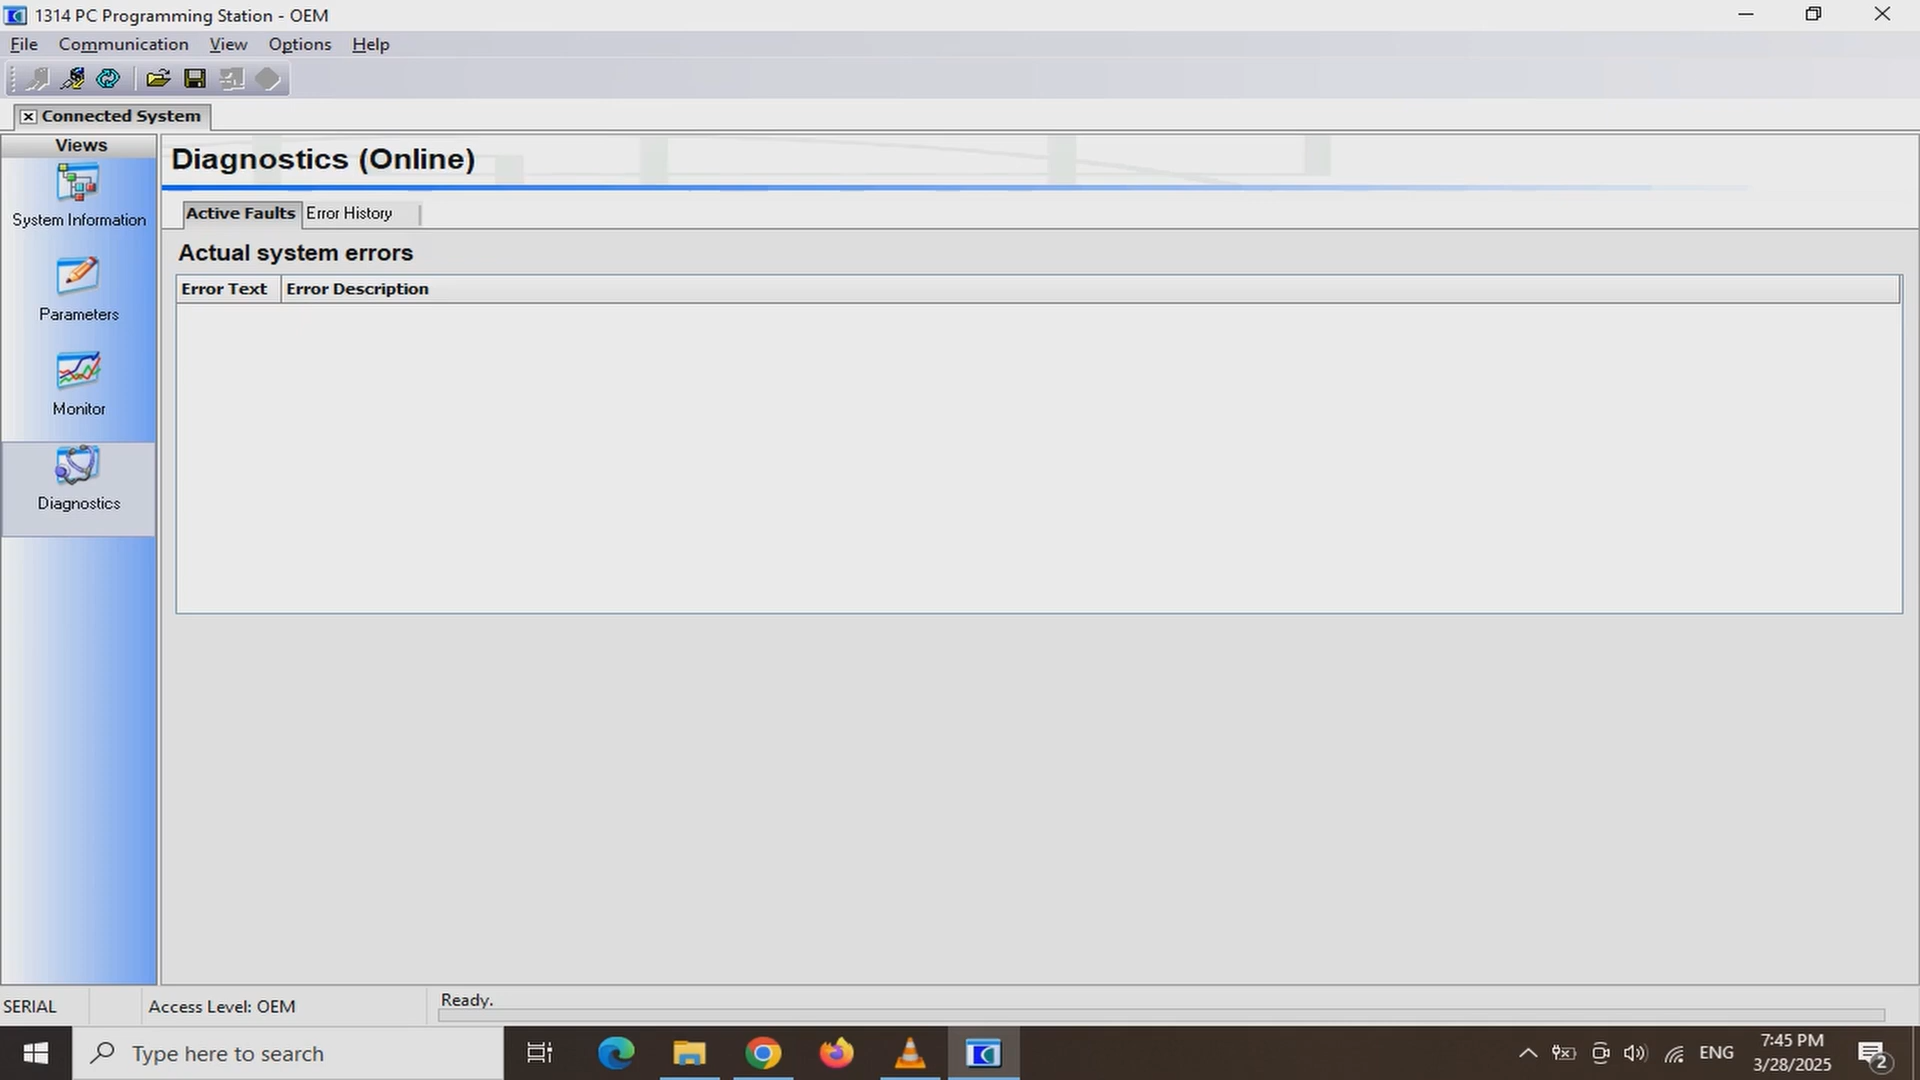 1314 PC Programming Station - OEM
File Communication View Options Help
Connected System
Views
System Information
Parameters
Monitor
Diagnostics
Diagnostics (Online)
Active Faults Error History
Actual system errors
Error Text Error Description
SERIAL Access Level: OEM Ready.
Type here to search
ENG
7:45 PM
3/28/2025
2